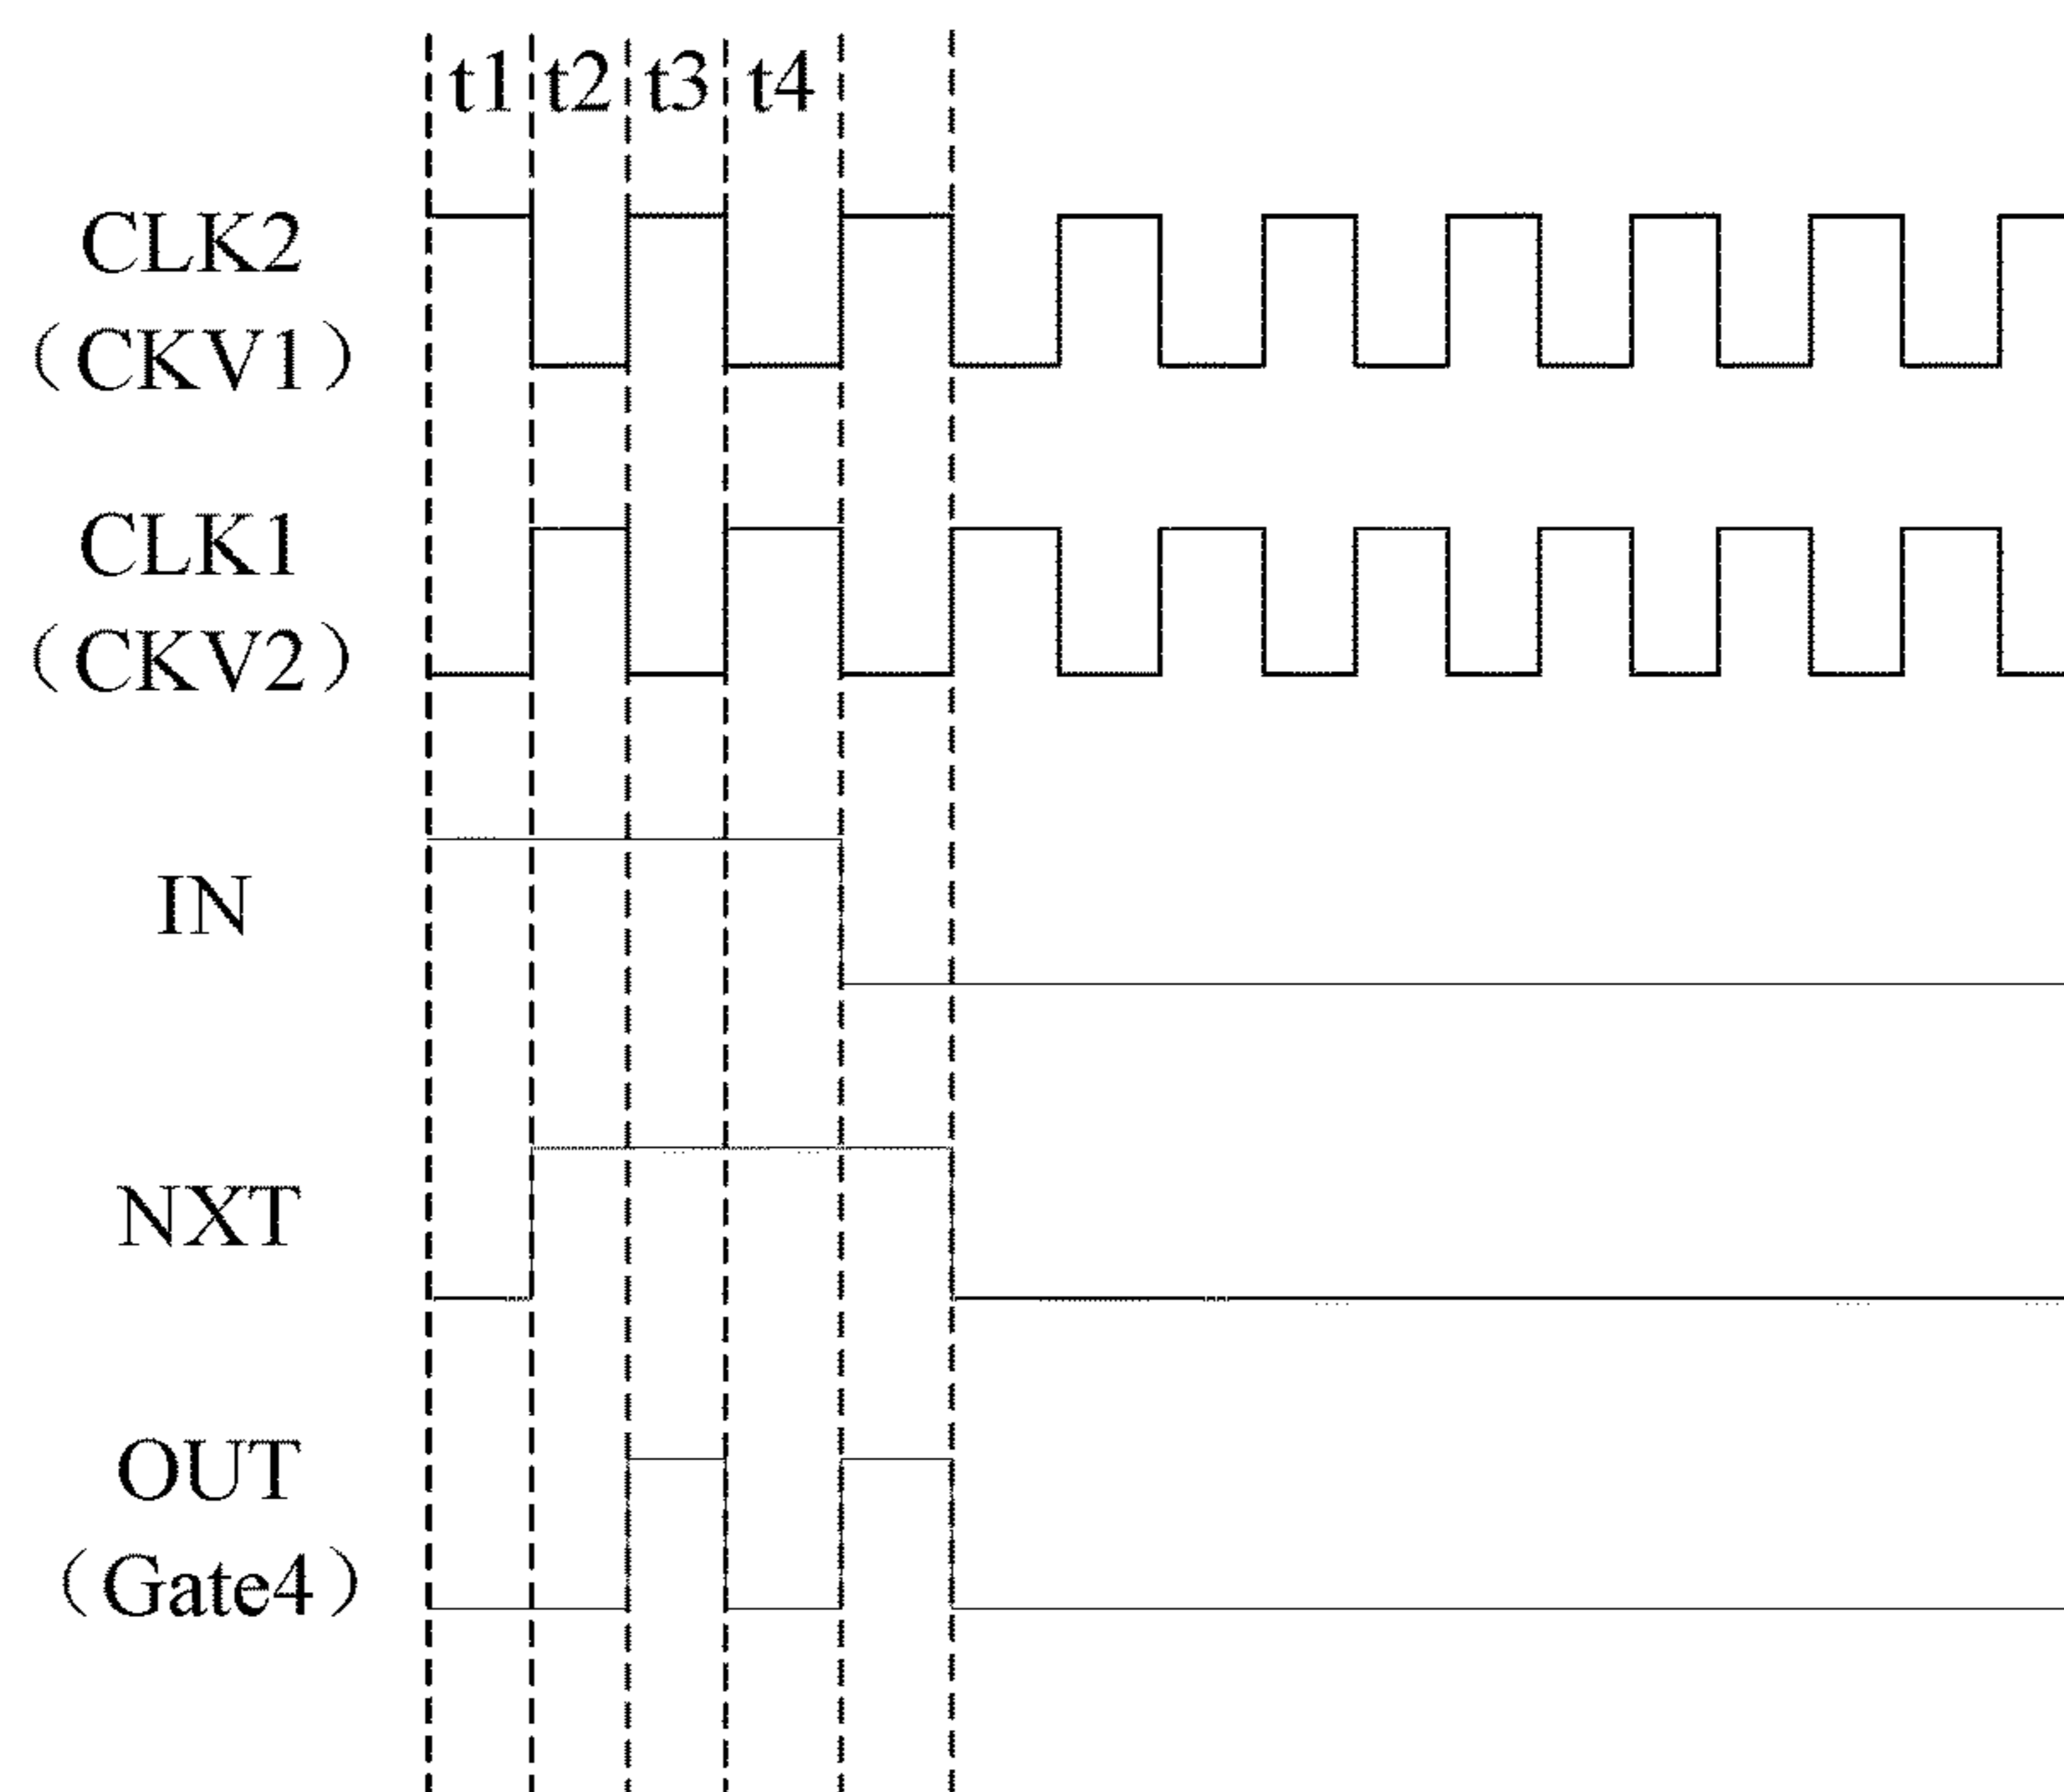 t1 t2 t3 t4
CLK2
（CKV1）
CLK1
（CKV2）
IN
NXT
OUT
（Gate4）